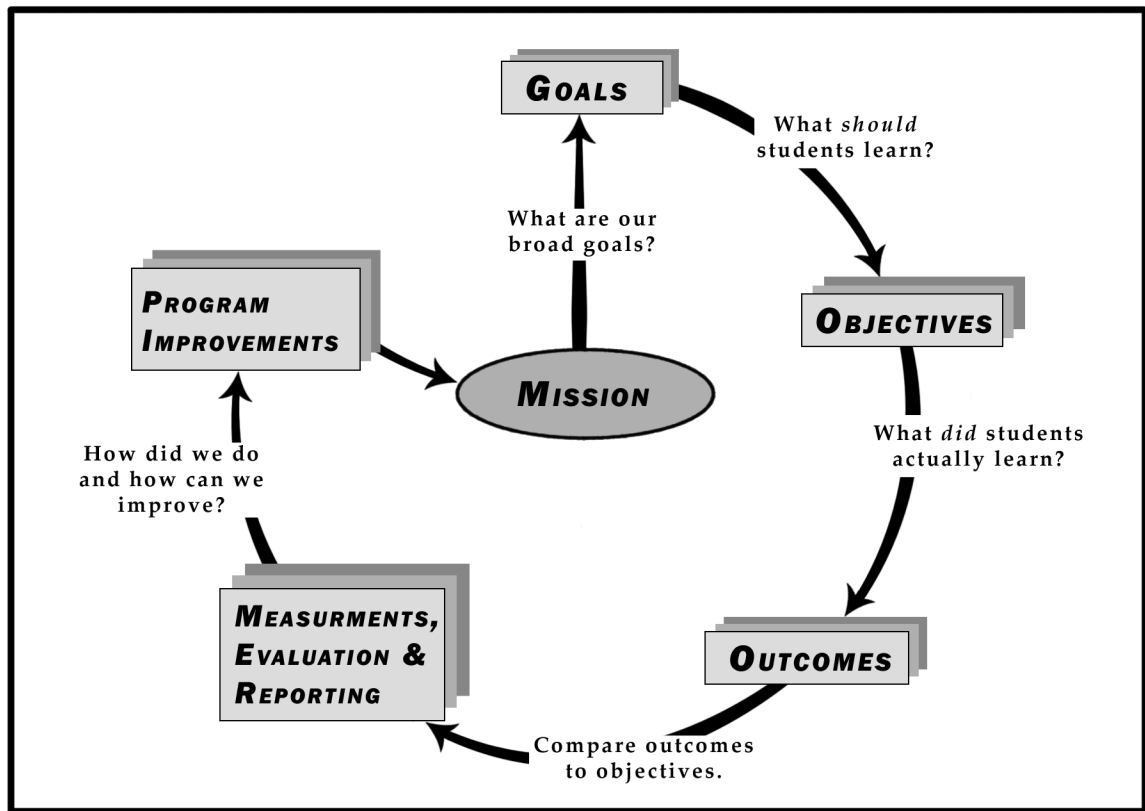 GOALS
What should
students learn?
What are our
broad goals?
PROGRAM
IMPROVEMENTS
OBJECTIVES
MISSION
What did students
actually learn?
How did we do
and how can we
improve?
MEASURMENTS,
EVALUATION &
REPORTING
OUTCOMES
Compare outcomes
to objectives.